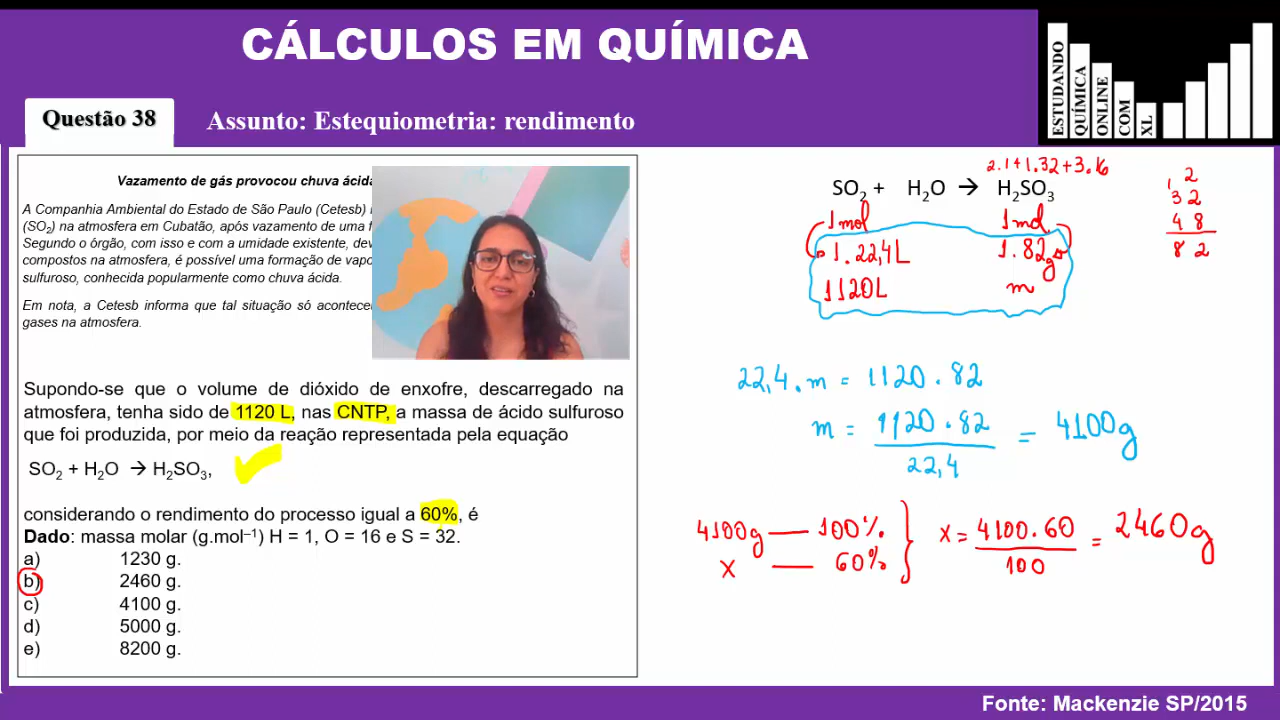 CÁLCULOS EM QUÍMICA
ESTUDANDO
QUÍMICA
ONLINE
COM
XL
Questão 38
Assunto: Estequiometria: rendimento
Vazamento de gás provocou chuva ácida
A Companhia Ambiental do Estado de São Paulo (Cetesb)
(SO₂) na atmosfera em Cubatão, após vazamento de uma
Segundo o órgão, com isso e com a umidade existente,
compostos na atmosfera, é possível uma formação de
sulfuroso, conhecida popularmente como chuva ácida.
Em nota, a Cetesb informa que tal situação só
gases na atmosfera.
Supondo-se que o volume de dióxido de enxofre, descarregado na
atmosfera, tenha sido de 1120 L, nas CNTP, a massa de ácido sulfuroso
que foi produzida, por meio da reação representada pela equação
SO₂ + H₂O → H₂SO₃,
considerando o rendimento do processo igual a 60%, é
Dado: massa molar (g.mol⁻¹) H = 1, O = 16 e S = 32.
a) 1230 g.
b) 2460 g.
c) 4100 g.
d) 5000 g.
e) 8200 g.
2.1+1.32+3.16
SO₂ + H₂O → H₂SO₃
1mol 1mol
1.22,4L 1.82g
1120L m
1 2
32
48
82
22,4.m = 1120.82
m = 1120.82 = 4100g
22,4
4100g — 100%
x — 60%
x = 4100.60 = 2460g
100
Fonte: Mackenzie SP/2015